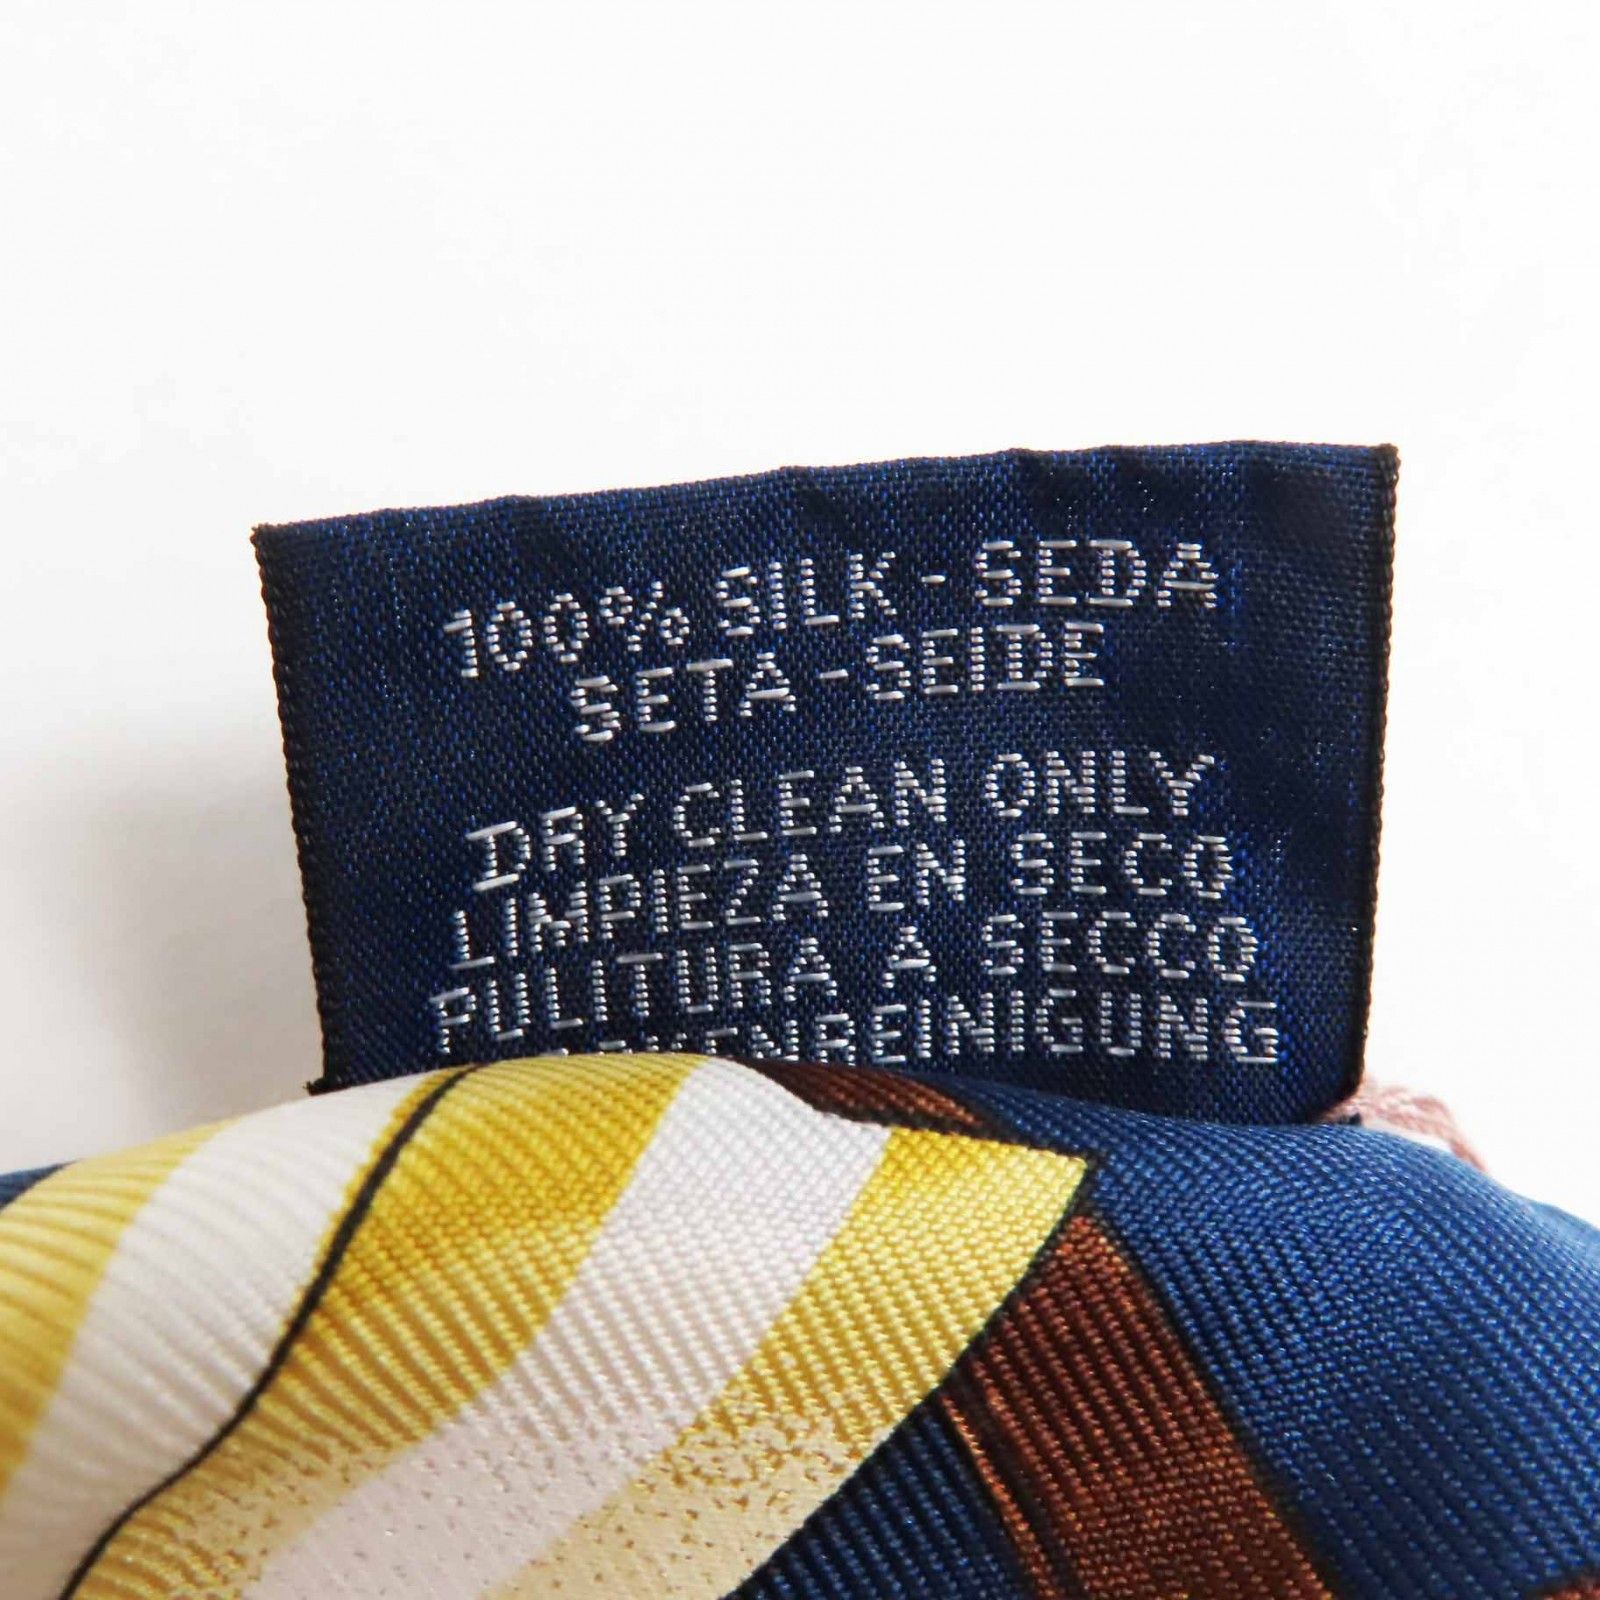 100% SILK - SEDA
SETA - SEIDE
DRY CLEAN ONLY
LIMPIEZA EN SECO
PULITURA A SECCO